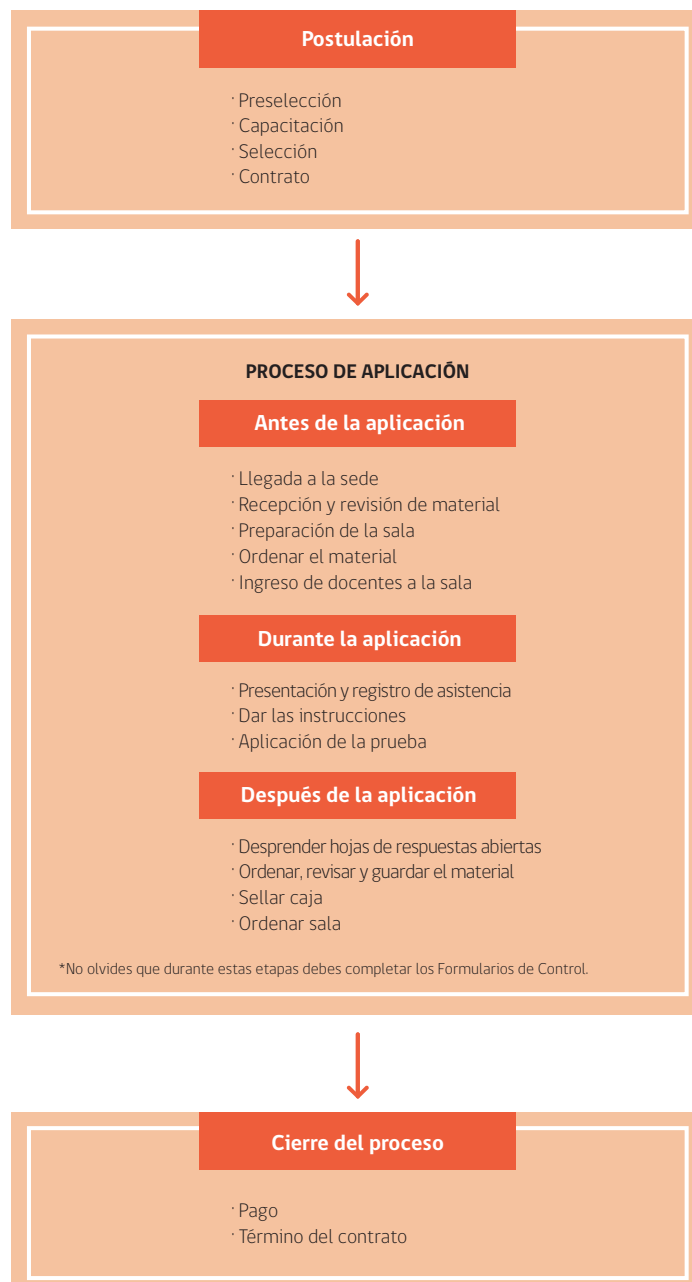 Postulación
· Preselección
· Capacitación
· Selección
· Contrato
PROCESO DE APLICACIÓN
Antes de la aplicación
· Llegada a la sede
· Recepción y revisión de material
· Preparación de la sala
· Ordenar el material
· Ingreso de docentes a la sala
Durante la aplicación
· Presentación y registro de asistencia
· Dar las instrucciones
· Aplicación de la prueba
Después de la aplicación
· Desprender hojas de respuestas abiertas
· Ordenar, revisar y guardar el material
· Sellar caja
· Ordenar sala
*No olvides que durante estas etapas debes completar los Formularios de Control.
Cierre del proceso
· Pago
· Término del contrato